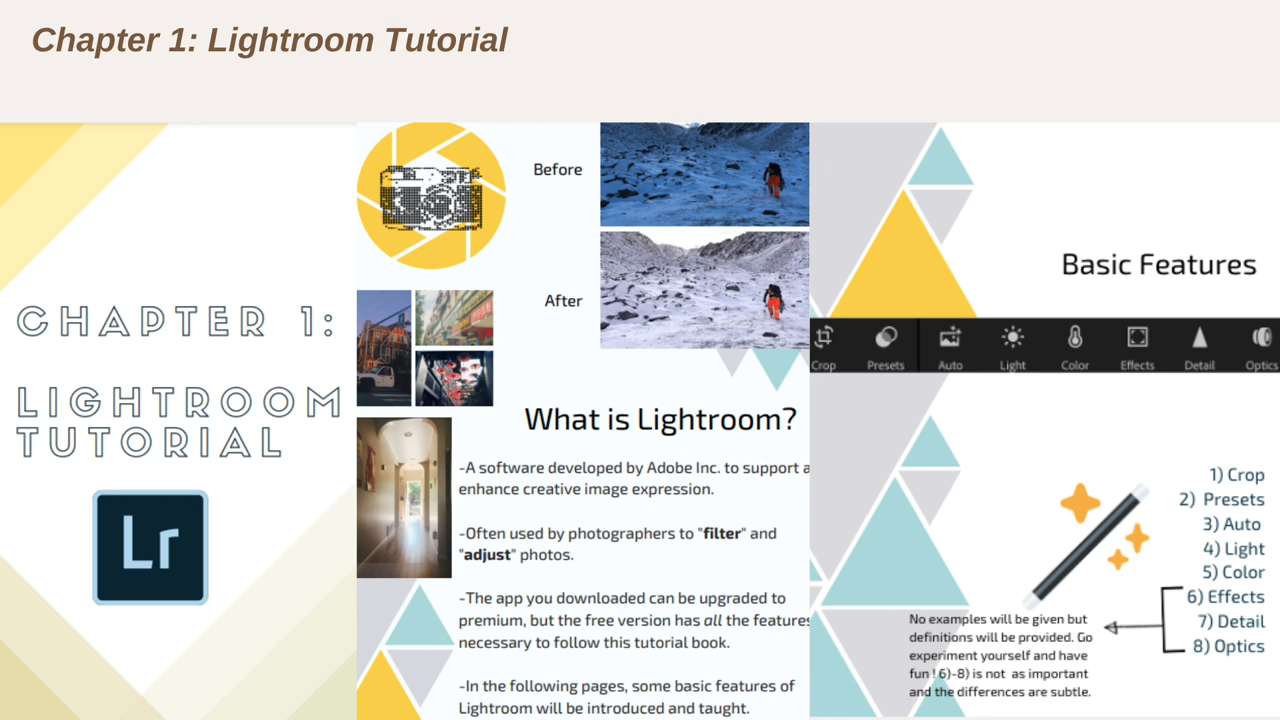 Chapter 1: Lightroom Tutorial
CHAPTER 1:
LIGHTROOM
TUTORIAL
Lr
Before
After
What is Lightroom?
-A software developed by Adobe Inc. to support a
enhance creative image expression.
-Often used by photographers to "filter" and
"adjust" photos.
-The app you downloaded can be upgraded to
premium, but the free version has all the features
necessary to follow this tutorial book.
-In the following pages, some basic features of
Lightroom will be introduced and taught.
Basic Features
Crop Presets Auto Light Color Effects Detail Optics
1) Crop
2) Presets
3) Auto
4) Light
5) Color
6) Effects
7) Detail
8) Optics
No examples will be given but
definitions will be provided. Go
experiment yourself and have
fun ! 6)-8) is not as important
and the differences are subtle.